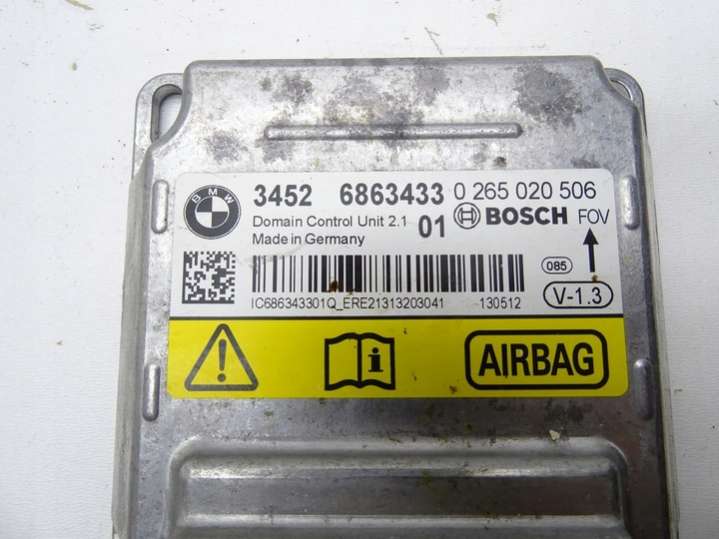 BMW
3452 6863433 0 265 020 506
Domain Control Unit 2.1 01 BOSCH FOV
Made in Germany
085
IC686343301Q_ERE21313203041 130512 V-1.3
AIRBAG